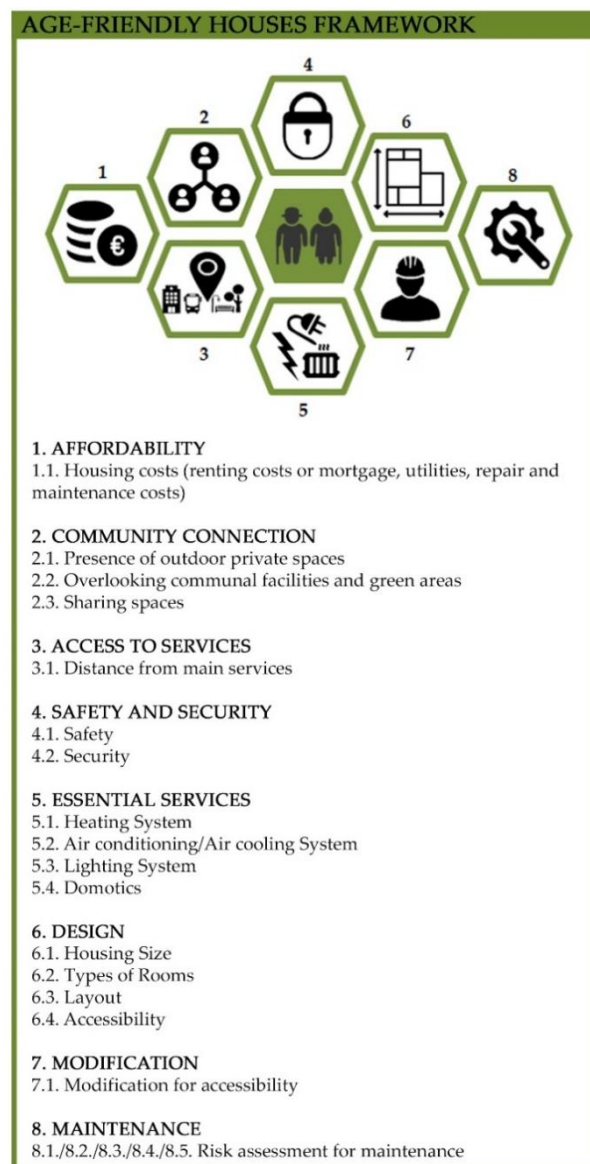 AGE-FRIENDLY HOUSES FRAMEWORK
4
2
6
1
8
€
3
7
5
1. AFFORDABILITY
1.1. Housing costs (renting costs or mortgage, utilities, repair and
maintenance costs)
2. COMMUNITY CONNECTION
2.1. Presence of outdoor private spaces
2.2. Overlooking communal facilities and green areas
2.3. Sharing spaces
3. ACCESS TO SERVICES
3.1. Distance from main services
4. SAFETY AND SECURITY
4.1. Safety
4.2. Security
5. ESSENTIAL SERVICES
5.1. Heating System
5.2. Air conditioning/Air cooling System
5.3. Lighting System
5.4. Domotics
6. DESIGN
6.1. Housing Size
6.2. Types of Rooms
6.3. Layout
6.4. Accessibility
7. MODIFICATION
7.1. Modification for accessibility
8. MAINTENANCE
8.1./8.2./8.3./8.4./8.5. Risk assessment for maintenance